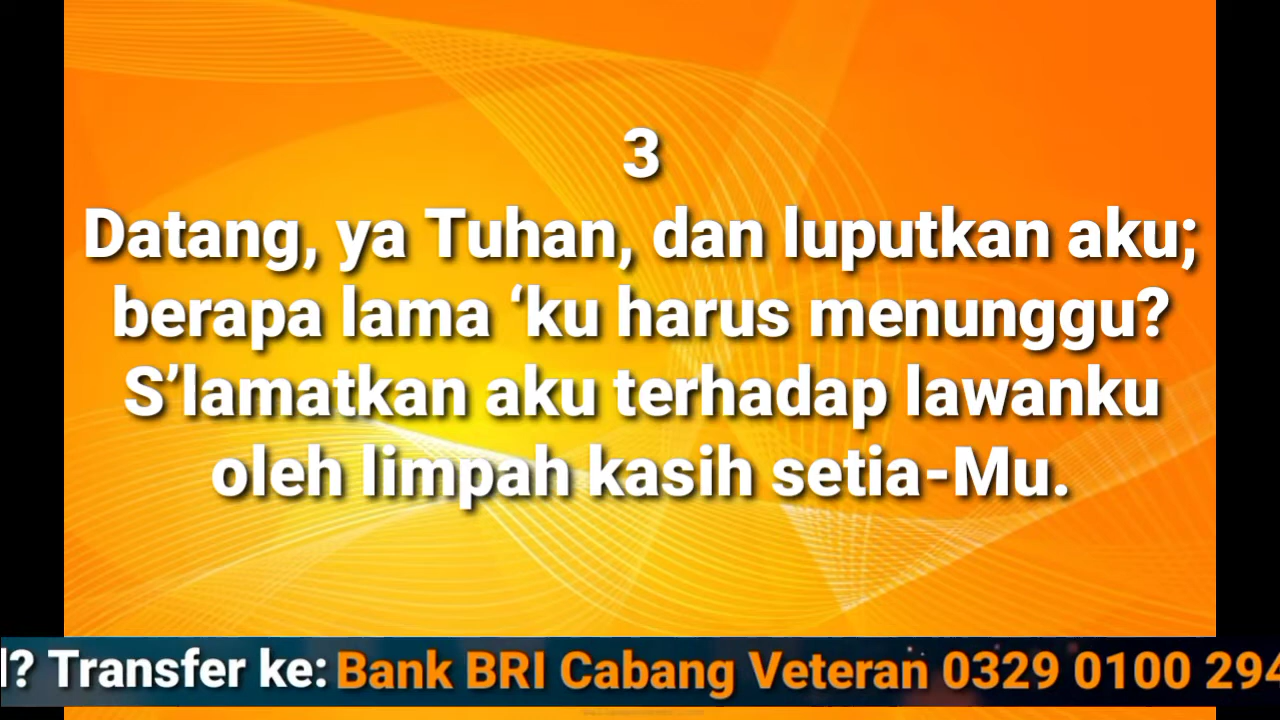 3
Datang, ya Tuhan, dan luputkan aku;
berapa lama ‘ku harus menunggu?
S’lamatkan aku terhadap lawanku
oleh limpah kasih setia-Mu.
? Transfer ke: Bank BRI Cabang Veteran 0329 0100 294